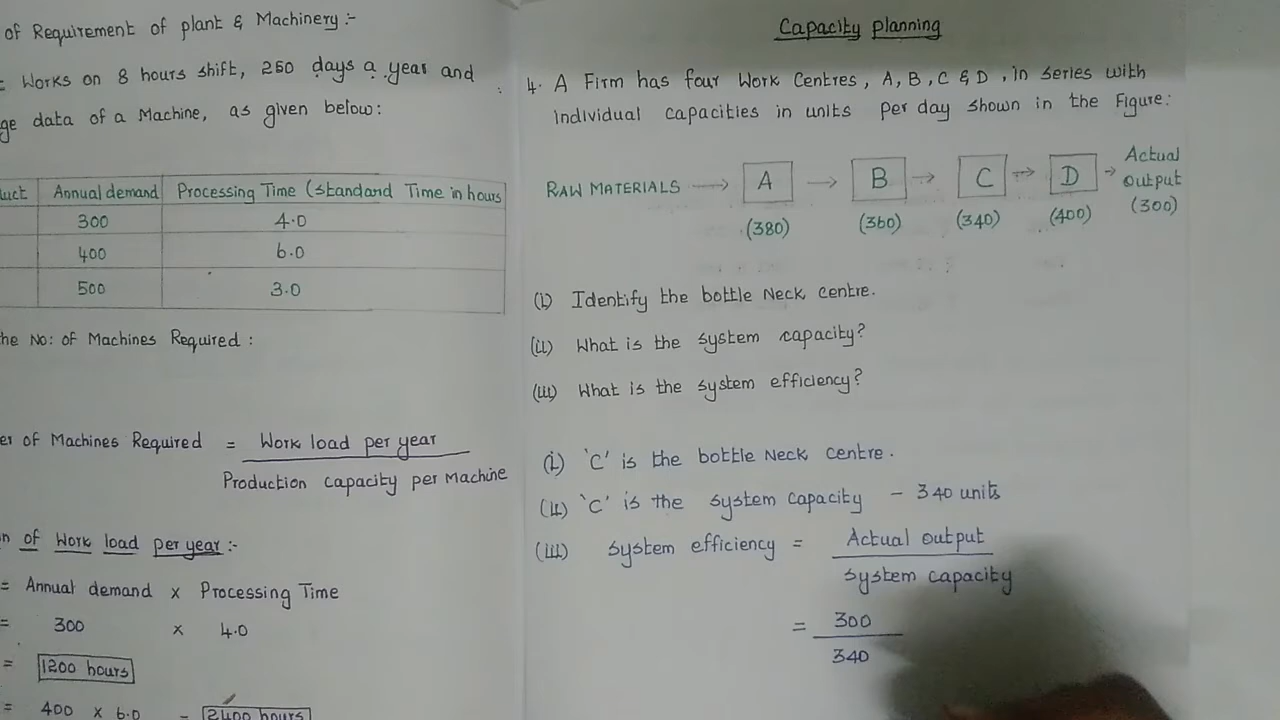 of Requirement of plant & Machinery :-
Works on 8 hours shift, 250 days a year and
data of a Machine, as given below:
Annual demand Processing Time (Standard Time in hours
300 4.0
400 6.0
500 3.0
No: of Machines Required :
of Machines Required = Work load per year
Production capacity per Machine
of Work load per year :-
= Annual demand x Processing Time
= 300 x 4.0
= 1200 hours
= 400 x 6.0 = 2400 hours
Capacity planning
4. A Firm has four Work Centres, A, B, C & D, in series with
individual capacities in units per day shown in the Figure:
RAW MATERIALS → A → B → C → D → Actual
output
(380) (360) (340) (400) (300)
(i) Identify the bottle Neck centre.
(ii) What is the system capacity?
(iii) What is the system efficiency?
(i) 'C' is the bottle Neck centre.
(ii) 'C' is the system capacity - 340 units
(iii) system efficiency = Actual output
system capacity
= 300
340